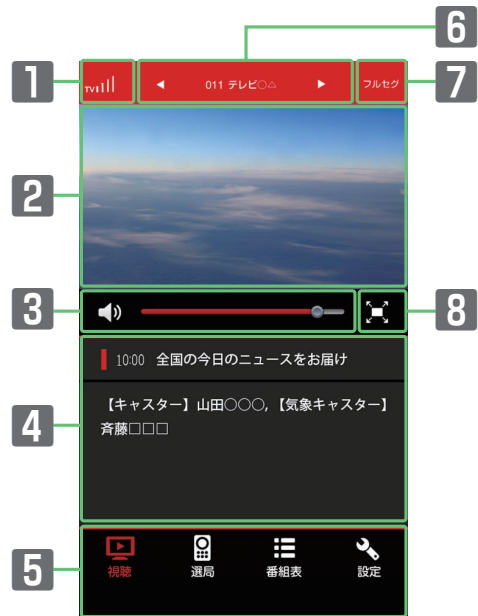 6
1
7
TV
◀ 011 テレビ○△ ▶
フルセグ
2
3
8
10:00 全国の今日のニュースをお届け
【キャスター】山田○○○,【気象キャスター】
斉藤□□□
4
5
視聴
選局
番組表
設定